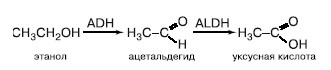 ADH O ALDH O
CH₃CH₂OH H₃C–C H₃C–C
H OH
этанол ацетальдегид уксусная кислота